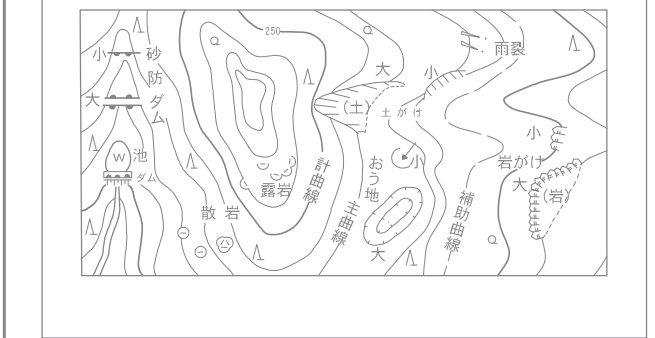 250
小 砂防ダム
大
W 池
ダム
露岩
散岩
計曲線
主曲線
大
(土)
土がけ
小
おう地
小
大
補助曲線
雨裂
小
岩がけ
大
(岩)